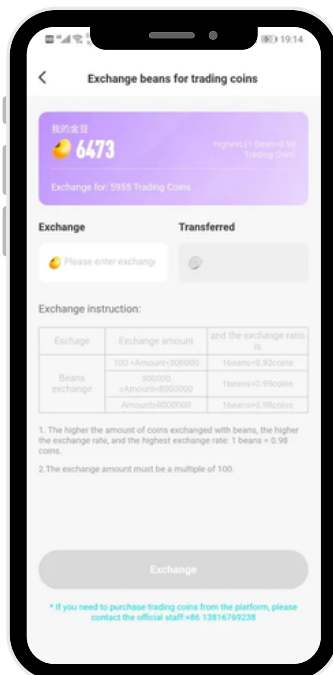 19:14
Exchange beans for trading coins
我的金豆
6473
highest:(1 Beans=0.98
Trading Coin)
Exchange for: 5955 Trading Coins
Exchange Transferred
Please enter exchange
Exchange instruction:
Exchage Exchange amount and the exchange ratio
is
Beans
exchange
100 <Amount<300000 1beans=0.92coins
300000
<Amount<8000000 1beans=0.95coins
Amount≥8000000 1beans=0.98coins
1. The higher the amount of coins exchanged with beans, the higher
the exchange rate, and the highest exchange rate: 1 beans = 0.98
coins.
2.The exchange amount must be a multiple of 100.
Exchange
* If you need to purchase trading coins from the platform, please
contact the official staff:+86 13816769238